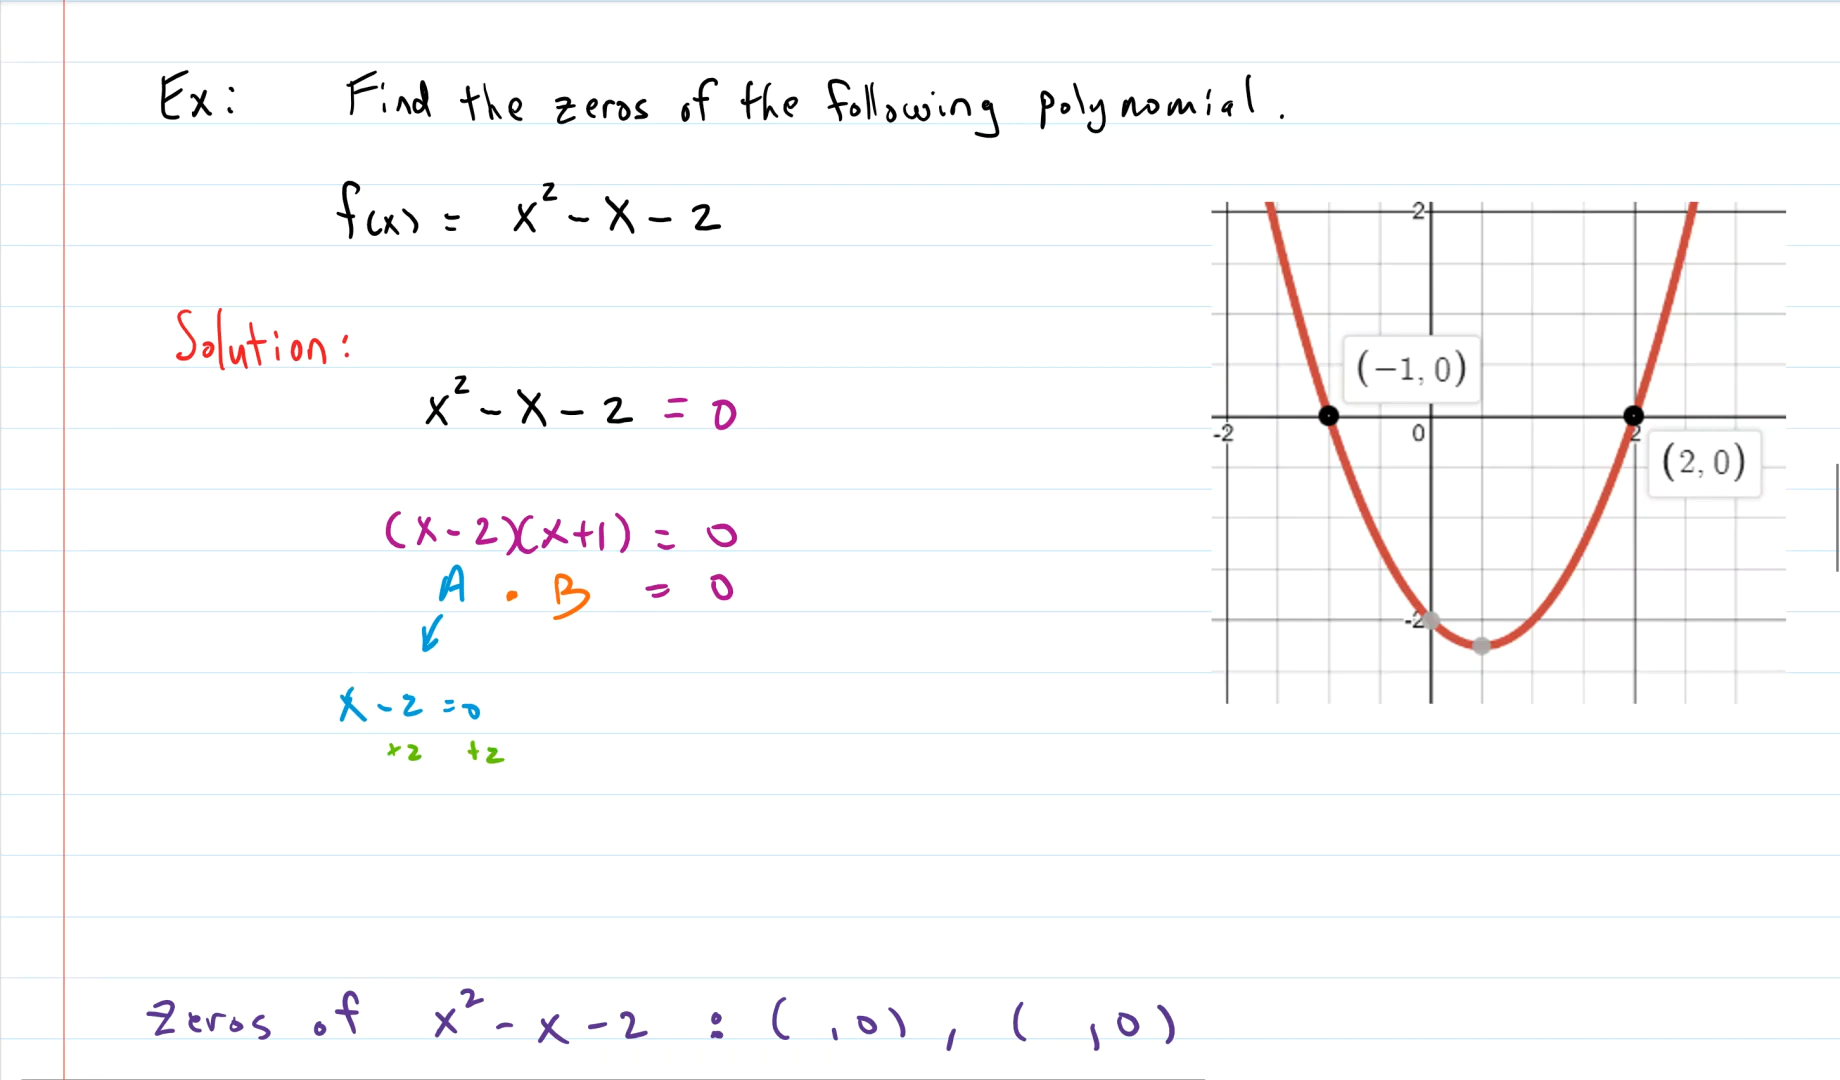 Ex: Find the zeros of the following polynomial.
f(x) = x² - x - 2
Solution:
x² - x - 2 = 0
(x - 2)(x + 1) = 0
A · B = 0
↙
x - 2 = 0
+2 +2
2
(−1, 0)
-2 0 2
(2, 0)
-2
Zeros of x² - x - 2 : ( , 0) , ( , 0)